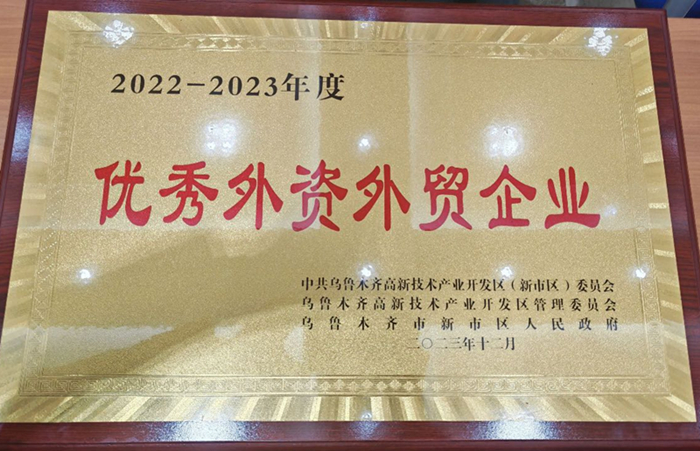 2022-2023年度
优秀外资外贸企业
中共乌鲁木齐高新技术产业开发区（新市区）委员会
乌鲁木齐高新技术产业开发区管理委员会
乌鲁木齐市新市区人民政府
二〇二三年十二月